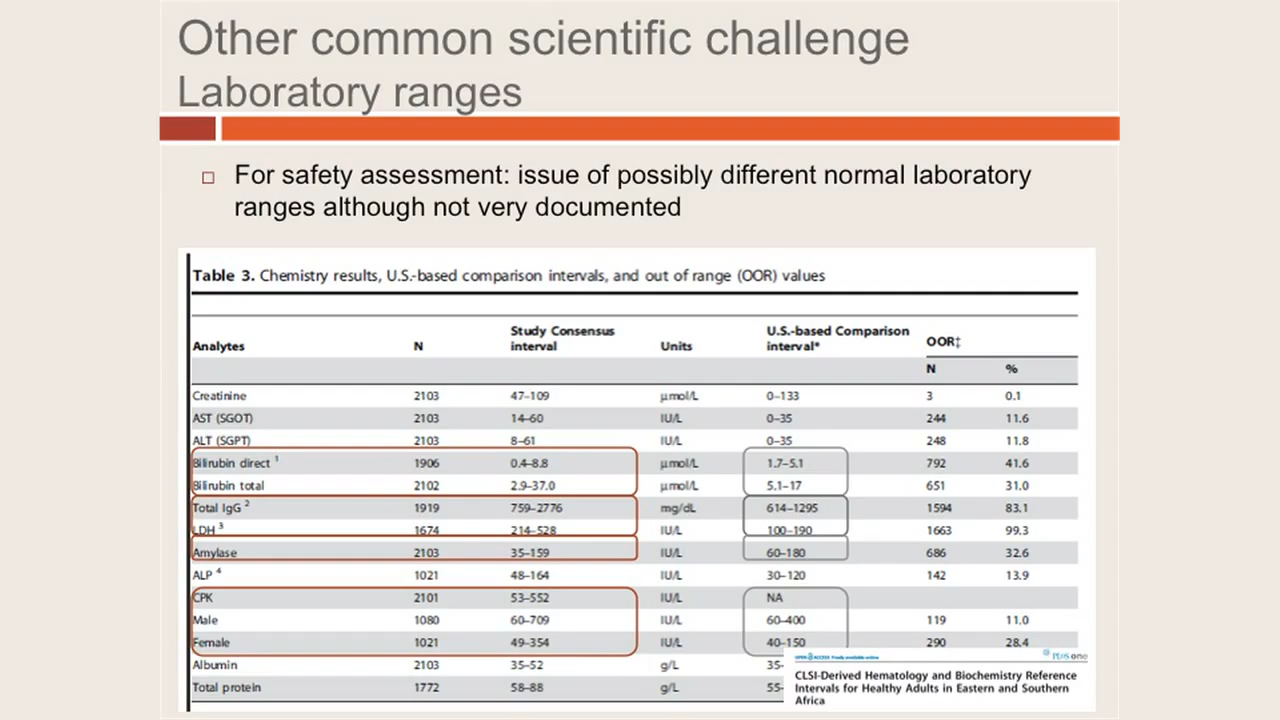 Other common scientific challenge
Laboratory ranges
For safety assessment: issue of possibly different normal laboratory
ranges although not very documented
Table 3. Chemistry results, U.S.-based comparison intervals, and out of range (OOR) values
Analytes N Study Consensus interval Units U.S.-based Comparison interval* OOR‡
N %
Creatinine 2103 47–109 μmol/L 0–133 3 0.1
AST (SGOT) 2103 14–60 IU/L 0–35 244 11.6
ALT (SGPT) 2103 8–61 IU/L 0–35 248 11.8
Bilirubin direct 1 1906 0.4–8.8 μmol/L 1.7–5.1 792 41.6
Bilirubin total 2102 2.9–37.0 μmol/L 5.1–17 651 31.0
Total IgG 2 1919 759–2776 mg/dL 614–1295 1594 83.1
LDH 3 1674 214–528 IU/L 100–190 1663 99.3
Amylase 2103 35–159 IU/L 60–180 686 32.6
ALP 4 1021 48–164 IU/L 30–120 142 13.9
CPK 2101 53–552 IU/L NA
Male 1080 60–709 IU/L 60–400 119 11.0
Female 1021 49–354 IU/L 40–150 290 28.4
Albumin 2103 35–52 g/L 35-
Total protein 1772 58–88 g/L 55-
OPEN ACCESS Freely available online PLoS one
CLSI-Derived Hematology and Biochemistry Reference
Intervals for Healthy Adults in Eastern and Southern
Africa